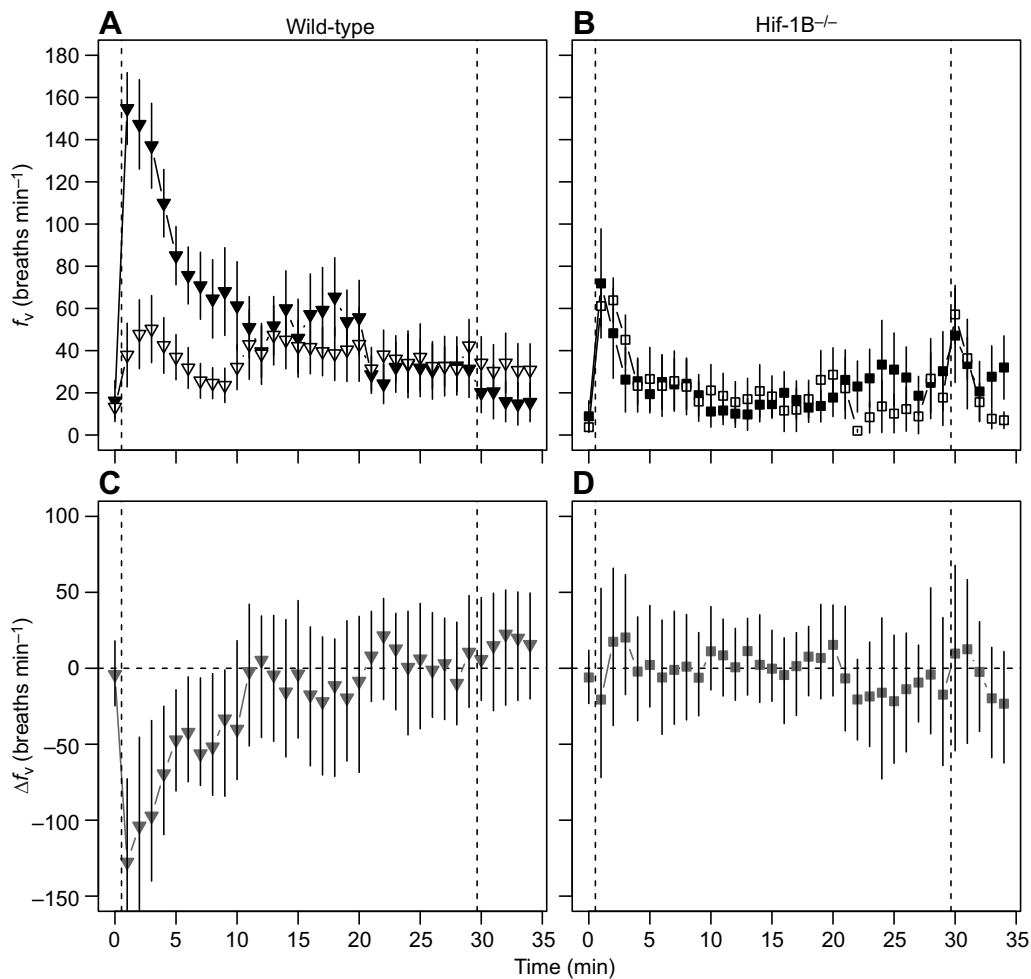 A Wild-type
B Hif-1B–/–
fv (breaths min–1)
180
160
140
120
100
80
60
40
20
0
C
D
Δfv (breaths min–1)
100
50
0
–50
–100
–150
0 5 10 15 20 25 30 35
0 5 10 15 20 25 30 35
Time (min)